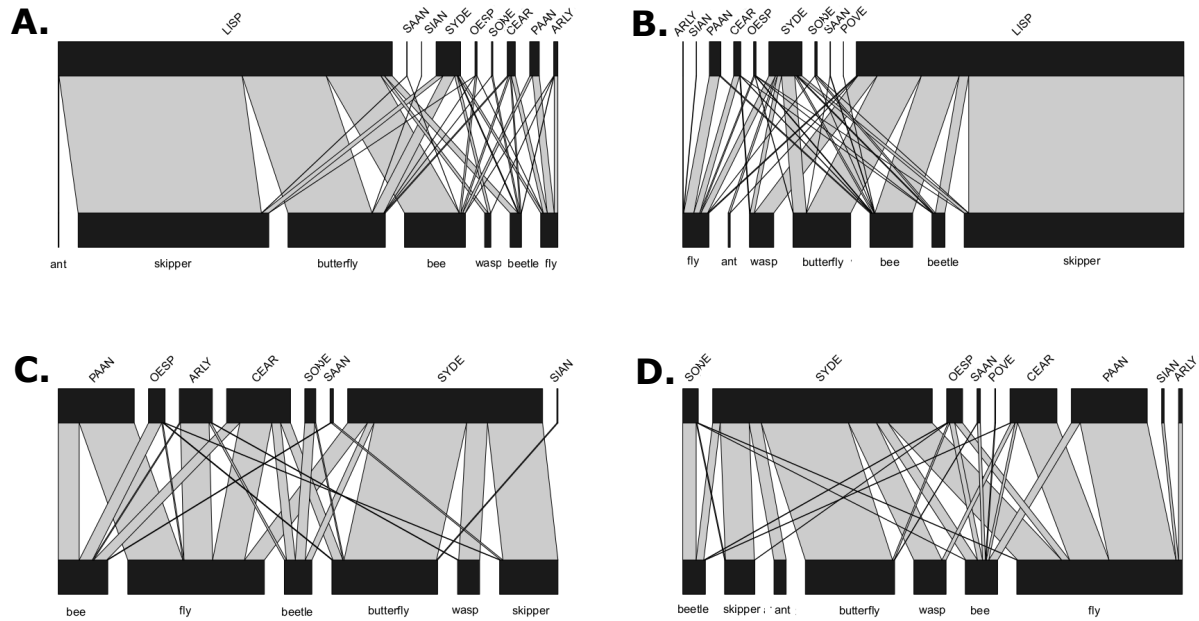 A.
LISP SAAN SIAN SYDE OESP SONE CEAR PAAN ARLY
ant skipper butterfly bee wasp beetle fly
B.
ARLY SIAN PAAN CEAR OESP SYDE SONE SAAN POVE LISP
fly ant wasp butterfly bee beetle skipper
C.
PAAN OESP ARLY CEAR SONE SAAN SYDE SIAN
bee fly beetle butterfly wasp skipper
D.
SONE SYDE OESP SAAN POVE CEAR PAAN SIAN ARLY
beetle skipper ant butterfly wasp bee fly